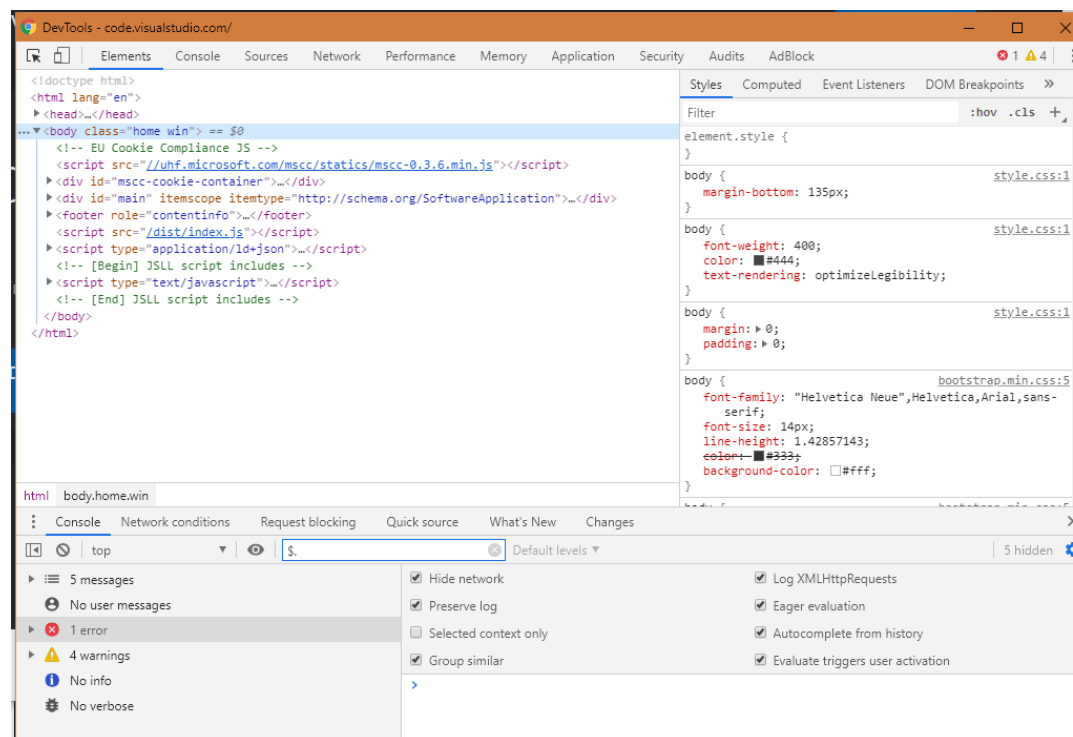 DevTools - code.visualstudio.com/
Elements Console Sources Network Performance Memory Application Security Audits AdBlock 1 4
<!doctype html>
<html lang="en">
<head>…</head>
<body class="home win"> == $0
<!-- EU Cookie Compliance JS -->
<script src="//uhf.microsoft.com/mscc/statics/mscc-0.3.6.min.js"></script>
<div id="mscc-cookie-container">…</div>
<div id="main" itemscope itemtype="http://schema.org/SoftwareApplication">…</div>
<footer role="contentinfo">…</footer>
<script src="/dist/index.js"></script>
<script type="application/ld+json">…</script>
<!-- [Begin] JSLL script includes -->
<script type="text/javascript">…</script>
<!-- [End] JSLL script includes -->
</body>
</html>
html body.home.win
Styles Computed Event Listeners DOM Breakpoints »
Filter :hov .cls +
element.style {
}
body { style.css:1
margin-bottom: 135px;
}
body { style.css:1
font-weight: 400;
color: #444;
text-rendering: optimizeLegibility;
}
body { style.css:1
margin: 0;
padding: 0;
}
body { bootstrap.min.css:5
font-family: "Helvetica Neue",Helvetica,Arial,sans-
serif;
font-size: 14px;
line-height: 1.42857143;
color: #333;
background-color: #fff;
}
Console Network conditions Request blocking Quick source What's New Changes
top $. Default levels 5 hidden
5 messages
No user messages
1 error
4 warnings
No info
No verbose
Hide network
Preserve log
Selected context only
Group similar
Log XMLHttpRequests
Eager evaluation
Autocomplete from history
Evaluate triggers user activation